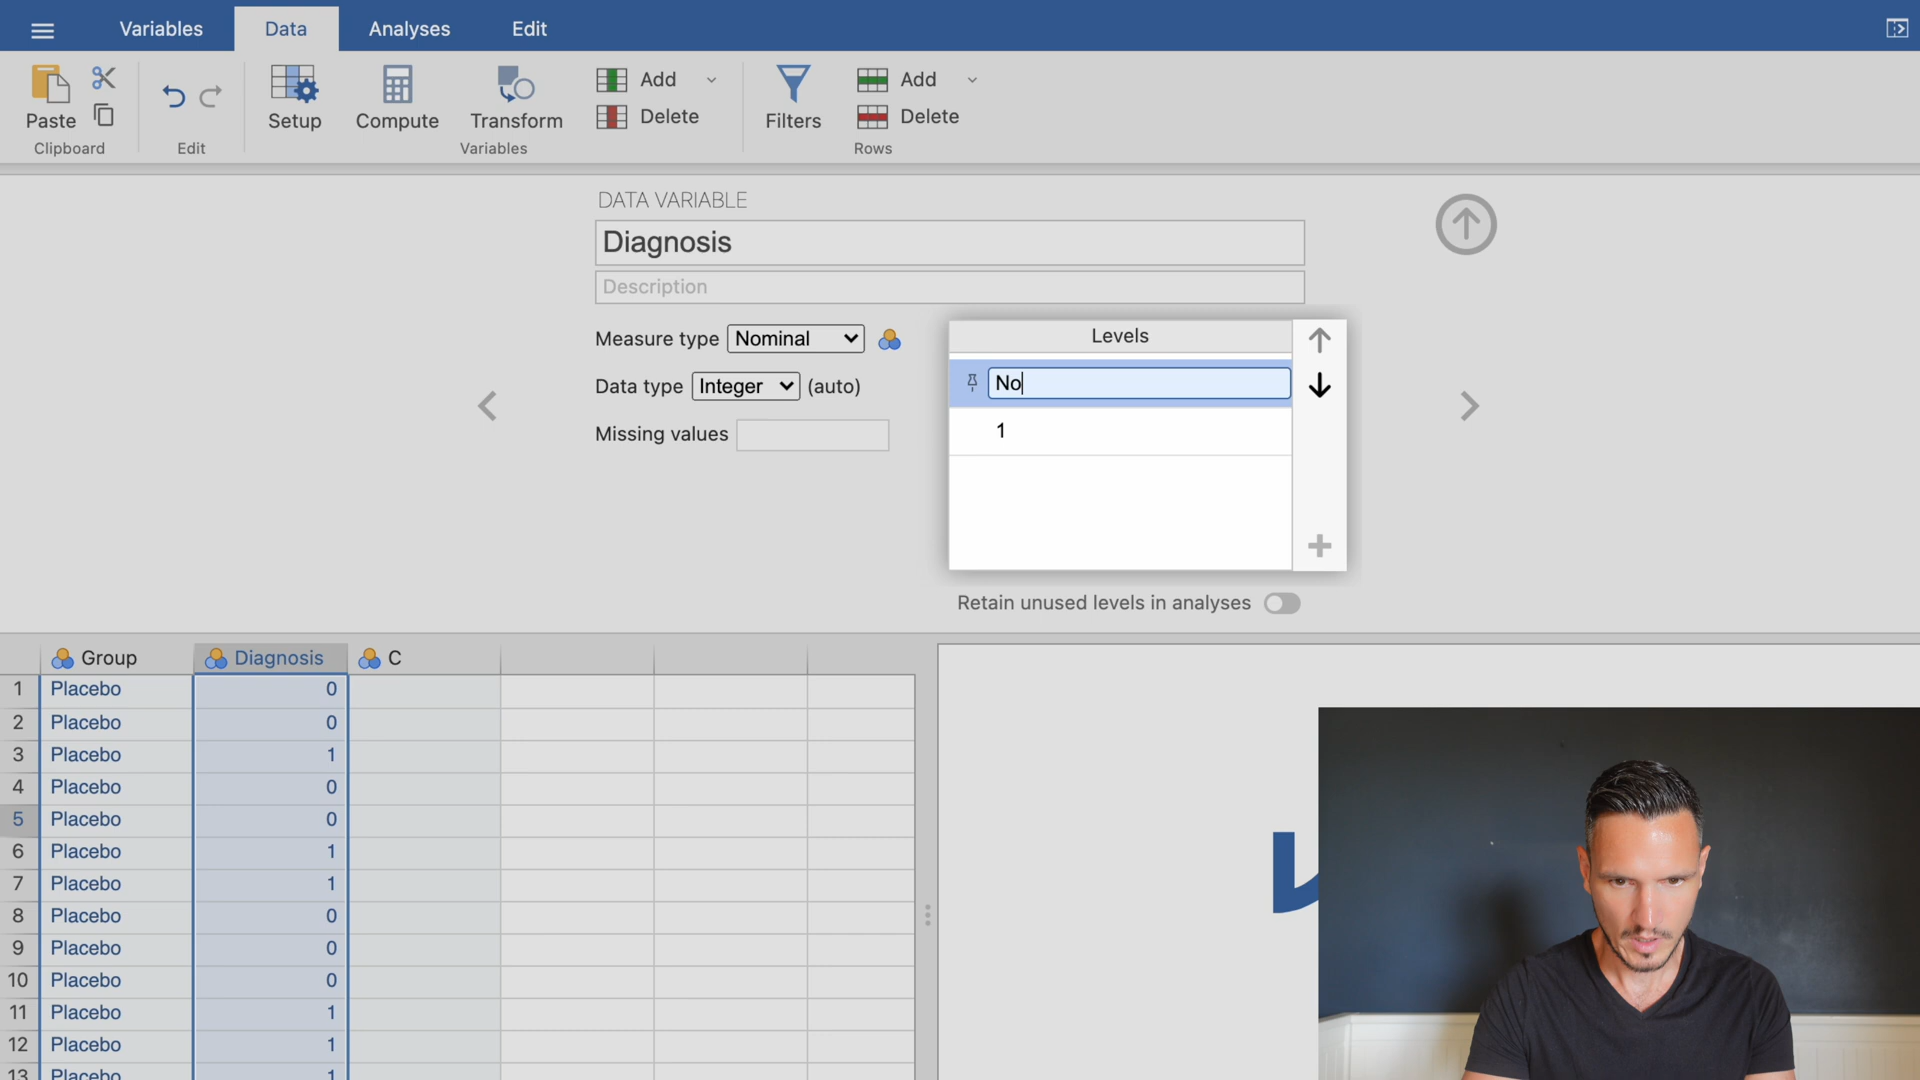 Variables Data Analyses Edit
Paste
Clipboard
Edit
Setup Compute Transform
Add
Delete
Variables
Filters
Add
Delete
Rows
DATA VARIABLE
Diagnosis
Description
Measure type Nominal
Data type Integer (auto)
Missing values
Levels
No
1
Retain unused levels in analyses
Group Diagnosis C
1 Placebo 0
2 Placebo 0
3 Placebo 1
4 Placebo 0
5 Placebo 0
6 Placebo 1
7 Placebo 1
8 Placebo 0
9 Placebo 0
10 Placebo 0
11 Placebo 1
12 Placebo 1
13 Placebo 1